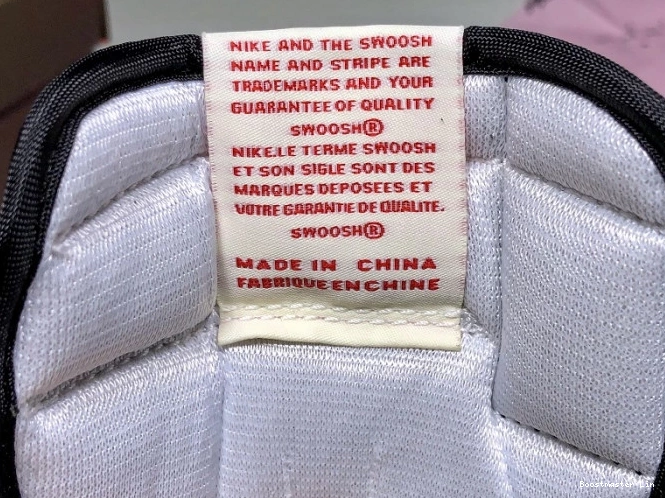 NIKE AND THE SWOOSH
NAME AND STRIPE ARE
TRADEMARKS AND YOUR
GUARANTEE OF QUALITY
SWOOSH®
NIKE.LE TERME SWOOSH
ET SON SIGLE SONT DES
MARQUES DEPOSEES ET
VOTRE GARANTIE DE QUALITE.
SWOOSH®
MADE IN CHINA
FABRIQUE EN CHINE
Boostmaster Lin